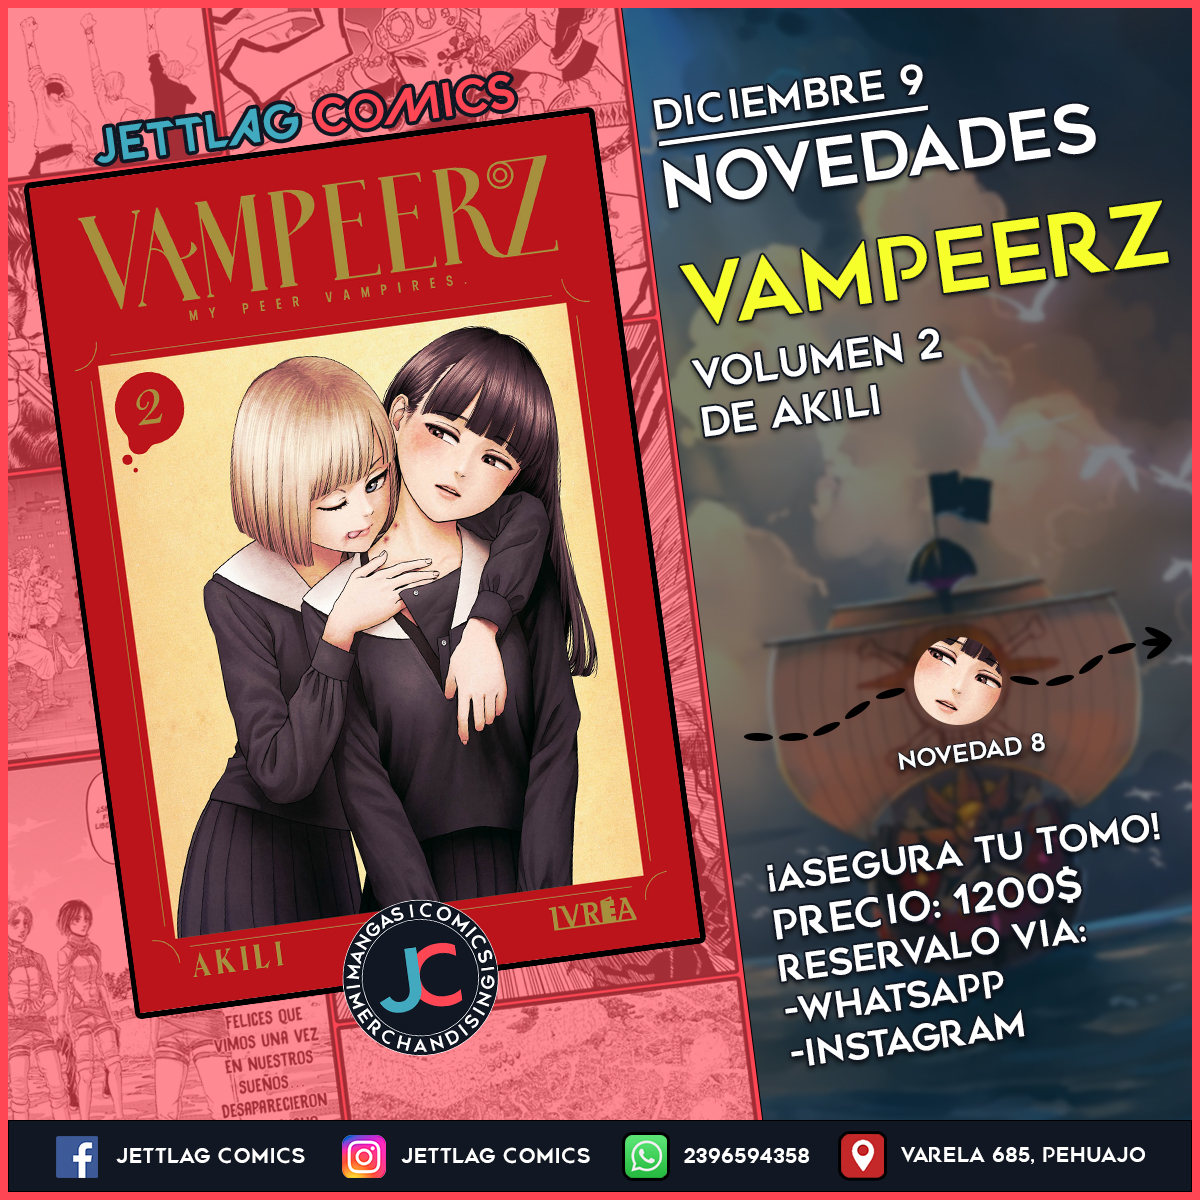 JETTLAG COMICS
VAMPEERZ
MY PEER VAMPIRES.
2
AKILI
IVRÉA
MANGAS|COMICS|
MERCHANDISING|
JC
FELICES QUE
VIMOS UNA VEZ
EN NUESTROS
SUEÑOS...
DESAPARECIERON
DICIEMBRE 9
NOVEDADES
VAMPEERZ
VOLUMEN 2
DE AKILI
NOVEDAD 8
¡ASEGURA TU TOMO!
PRECIO: 1200$
RESERVALO VIA:
-WHATSAPP
-INSTAGRAM
JETTLAG COMICS
JETTLAG COMICS
2396594358
VARELA 685, PEHUAJO